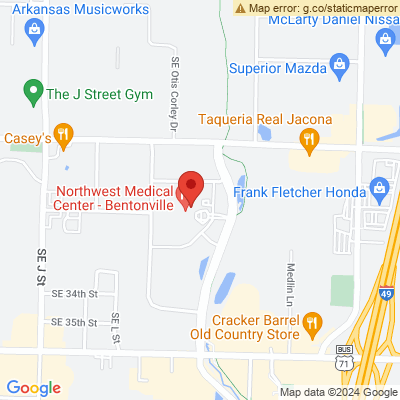 Arkansas Musicworks
Map error: g.co/staticmaperror
McLarty Daniel Nissa
SE Otis Corley Dr
Superior Mazda
The J Street Gym
Taqueria Real Jacona
Casey's
Northwest Medical
Center - Bentonville
Frank Fletcher Honda
SE J St
Medlin Ln
49
SE 34th St
SE L St
SE 35th St
Cracker Barrel
Old Country Store
BUS
71
Google
Map data ©2024 Google